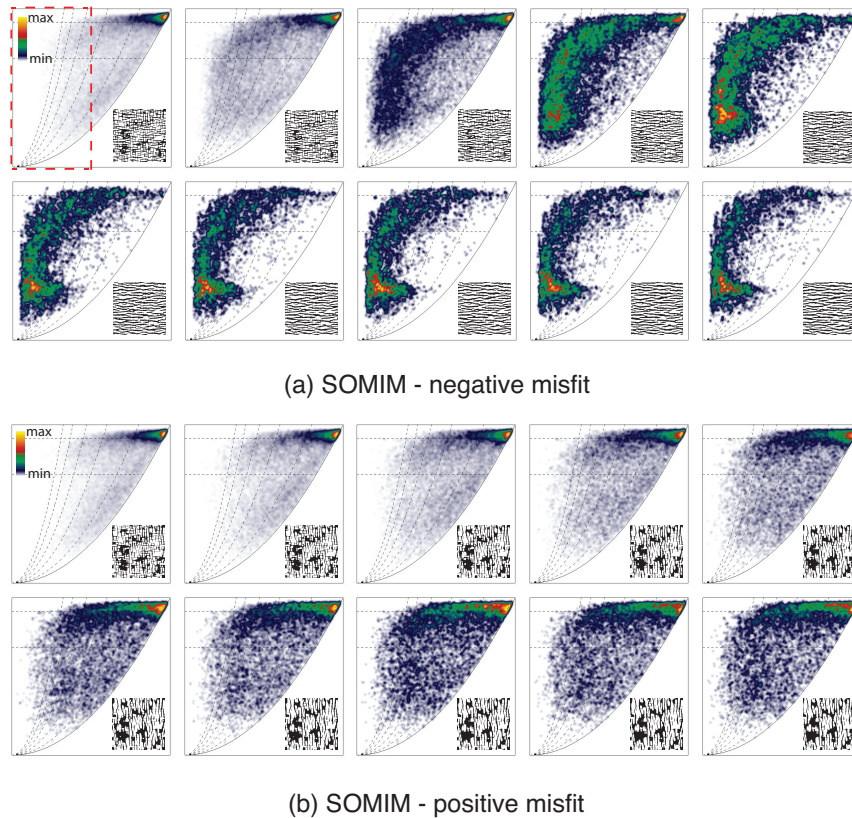 max
min
(a) SOMIM - negative misfit
max
min
(b) SOMIM - positive misfit